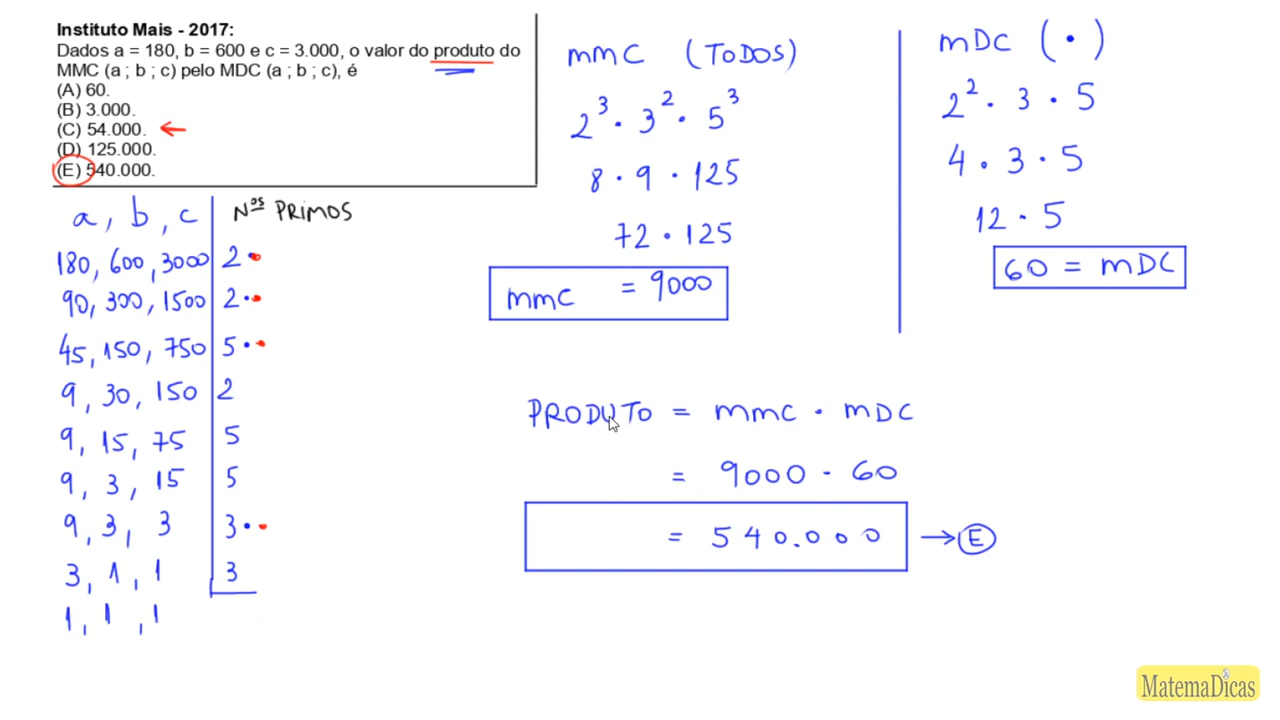 Instituto Mais - 2017:
Dados a = 180, b = 600 e c = 3.000, o valor do produto do
MMC (a ; b ; c) pelo MDC (a ; b ; c), é
(A) 60.
(B) 3.000.
(C) 54.000. ←
(D) 125.000.
(E) 540.000.
a, b, c | Nos PRIMOS
180, 600, 3000 | 2 •
90, 300, 1500 | 2 • •
45, 150, 750 | 5 • •
9, 30, 150 | 2
9, 15, 75 | 5
9, 3, 15 | 5
9, 3, 3 | 3 • •
3, 1, 1 | 3
1, 1, 1
mmC (TODOS)
2³ · 3² · 5³
8 · 9 · 125
72 · 125
mmC = 9000
mDC (•)
2² · 3 · 5
4 · 3 · 5
12 · 5
60 = mDC
PRODUTO = mmC · mDC
= 9000 · 60
= 540.000 → E
MatemaDicas